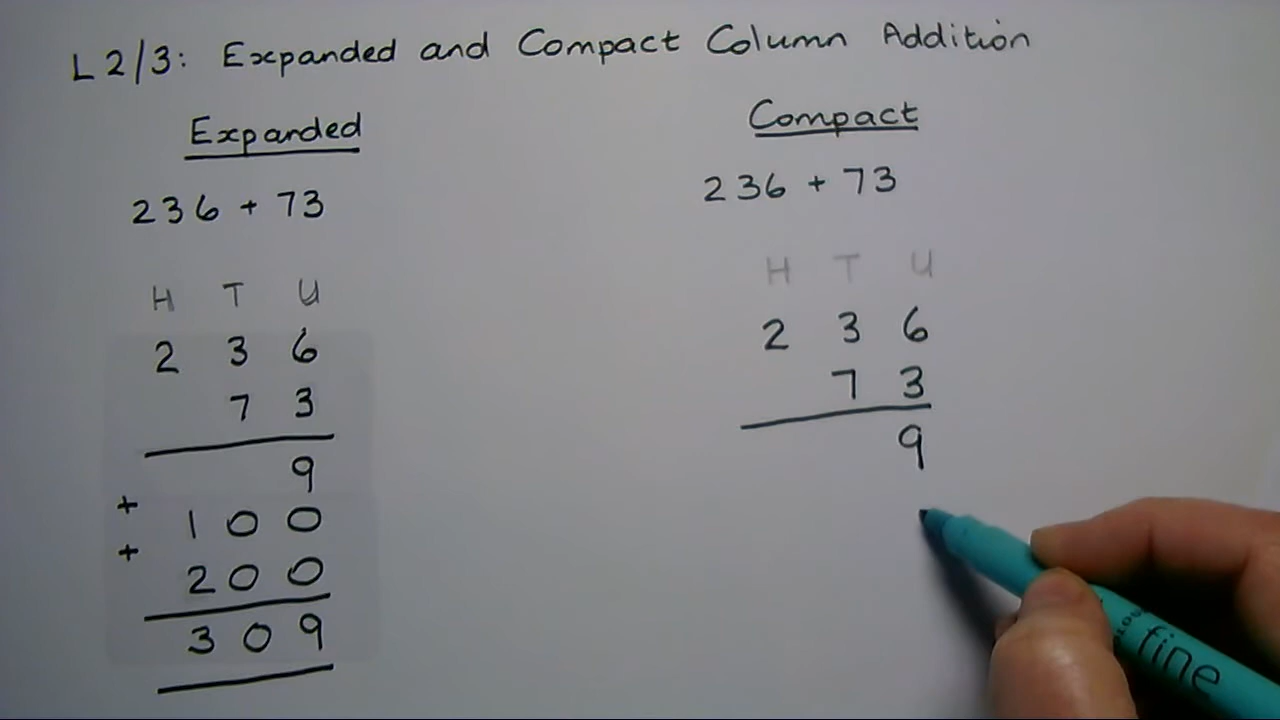 L 2/3: Expanded and Compact Column Addition
Expanded
236 + 73
H T U
2 3 6
7 3
9
+ 1 0 0
+ 2 0 0
3 0 9
Compact
236 + 73
H T U
2 3 6
7 3
9
fine